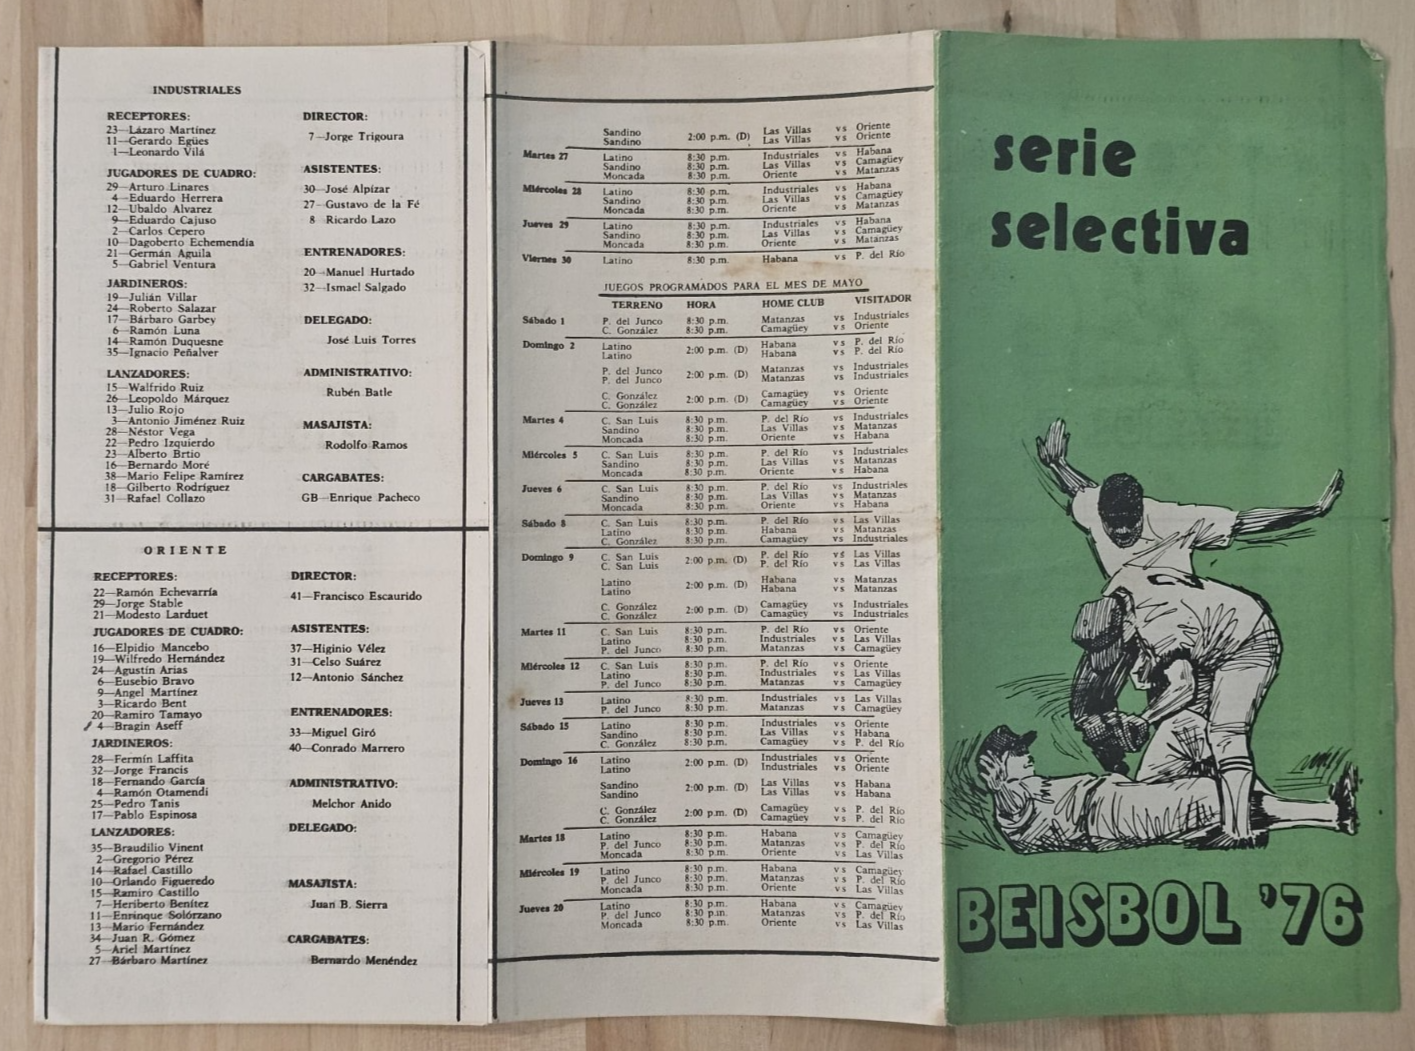 INDUSTRIALES
RECEPTORES:
23—Lázaro Martínez
11—Gerardo Egües
1—Leonardo Vilá
JUGADORES DE CUADRO:
29—Arturo Linares
4—Eduardo Herrera
12—Ubaldo Alvarez
9—Eduardo Cajuso
2—Carlos Cepero
10—Dagoberto Echemendía
21—Germán Aguila
5—Gabriel Ventura
JARDINEROS:
19—Julián Villar
24—Roberto Salazar
17—Bárbaro Garbey
6—Ramón Luna
14—Ramón Duquesne
35—Ignacio Peñalver
LANZADORES:
15—Walfrido Ruiz
26—Leopoldo Márquez
13—Julio Rojo
3—Antonio Jiménez Ruiz
28—Néstor Vega
22—Pedro Izquierdo
23—Alberto Brtio
16—Bernardo Moré
38—Mario Felipe Ramírez
18—Gilberto Rodríguez
31—Rafael Collazo
DIRECTOR:
7—Jorge Trigoura
ASISTENTES:
30—José Alpízar
27—Gustavo de la Fé
8 Ricardo Lazo
ENTRENADORES:
20—Manuel Hurtado
32—Ismael Salgado
DELEGADO:
José Luis Torres
ADMINISTRATIVO:
Rubén Batle
MASAJISTA:
Rodolfo Ramos
CARGABATES:
GB—Enrique Pacheco
ORIENTE
RECEPTORES:
22—Ramón Echevarría
29—Jorge Stable
21—Modesto Larduet
JUGADORES DE CUADRO:
16—Elpidio Mancebo
19—Wilfredo Hernández
24—Agustín Arias
6—Eusebio Bravo
9—Angel Martínez
3—Ricardo Bent
20—Ramiro Tamayo
4—Bragin Aseff
JARDINEROS:
28—Fermín Laffita
32—Jorge Francis
18—Fernando García
4—Ramón Otamendi
25—Pedro Tanis
17—Pablo Espinosa
LANZADORES:
35—Braudilio Vinent
2—Gregorio Pérez
14—Rafael Castillo
10—Orlando Figueredo
15—Ramiro Castillo
7—Heriberto Benítez
11—Enrinque Solórzano
13—Mario Fernández
34—Juan R. Gómez
5—Ariel Martínez
27—Bárbaro Martínez
DIRECTOR:
41—Francisco Escaurido
ASISTENTES:
37—Higinio Vélez
31—Celso Suárez
12—Antonio Sánchez
ENTRENADORES:
33—Miguel Giró
40—Conrado Marrero
ADMINISTRATIVO:
Melchor Anido
DELEGADO:
MASAJISTA:
Juan B. Sierra
CARGABATES:
Bernardo Menéndez
Sandino 2:00 p.m. (D) Las Villas vs Oriente
Sandino Las Villas vs Oriente
Martes 27 Latino 8:30 p.m. Industriales vs Habana
Sandino 8:30 p.m. Las Villas vs Camagüey
Moncada 8:30 p.m. Oriente vs Matanzas
Miércoles 28 Latino 8:30 p.m. Industriales vs Habana
Sandino 8:30 p.m. Las Villas vs Camagüey
Moncada 8:30 p.m. Oriente vs Matanzas
Jueves 29 Latino 8:30 p.m. Industriales vs Habana
Sandino 8:30 p.m. Las Villas vs Camagüey
Moncada 8:30 p.m. Oriente vs Matanzas
Viernes 30 Latino 8:30 p.m. Habana vs P. del Río
JUEGOS PROGRAMADOS PARA EL MES DE MAYO
TERRENO HORA HOME CLUB VISITADOR
Sábado 1 P. del Junco 8:30 p.m. Matanzas vs Industriales
C. González 8:30 p.m. Camagüey vs Oriente
Domingo 2 Latino 2:00 p.m. (D) Habana vs P. del Río
Latino Habana vs P. del Río
P. del Junco 2:00 p.m. (D) Matanzas vs Industriales
P. del Junco Matanzas vs Industriales
C. González 2:00 p.m. (D) Camagüey vs Oriente
C. González Camagüey vs Oriente
Martes 4 C. San Luis 8:30 p.m. P. del Río vs Industriales
Sandino 8:30 p.m. Las Villas vs Matanzas
Moncada 8:30 p.m. Oriente vs Habana
Miércoles 5 C. San Luis 8:30 p.m. P. del Río vs Industriales
Sandino 8:30 p.m. Las Villas vs Matanzas
Moncada 8:30 p.m. Oriente vs Habana
Jueves 6 C. San Luis 8:30 p.m. P. del Río vs Industriales
Sandino 8:30 p.m. Las Villas vs Matanzas
Moncada 8:30 p.m. Oriente vs Habana
Sábado 8 C. San Luis 8:30 p.m. P. del Río vs Las Villas
Latino 8:30 p.m. Habana vs Matanzas
C. González 8:30 p.m. Camagüey vs Industriales
Domingo 9 C. San Luis 2:00 p.m. (D) P. del Río vs Las Villas
C. San Luis P. del Río vs Las Villas
Latino 2:00 p.m. (D) Habana vs Matanzas
Latino Habana vs Matanzas
C. González 2:00 p.m. (D) Camagüey vs Industriales
C. González Camagüey vs Industriales
Martes 11 C. San Luis 8:30 p.m. P. del Río vs Oriente
Latino 8:30 p.m. Industriales vs Las Villas
P. del Junco 8:30 p.m. Matanzas vs Camagüey
Miércoles 12 C. San Luis 8:30 p.m. P. del Río vs Oriente
Latino 8:30 p.m. Industriales vs Las Villas
P. del Junco 8:30 p.m. Matanzas vs Camagüey
Jueves 13 Latino 8:30 p.m. Industriales vs Las Villas
P. del Junco 8:30 p.m. Matanzas vs Camagüey
Sábado 15 Latino 8:30 p.m. Industriales vs Oriente
Sandino 8:30 p.m. Las Villas vs Habana
C. González 8:30 p.m. Camagüey vs P. del Río
Domingo 16 Latino 2:00 p.m. (D) Industriales vs Oriente
Latino Industriales vs Oriente
Sandino 2:00 p.m. (D) Las Villas vs Habana
Sandino Las Villas vs Habana
C. González 2:00 p.m. (D) Camagüey vs P. del Río
C. González Camagüey vs P. del Río
Martes 18 Latino 8:30 p.m. Habana vs Camagüey
P. del Junco 8:30 p.m. Matanzas vs P. del Río
Moncada 8:30 p.m. Oriente vs Las Villas
Miércoles 19 Latino 8:30 p.m. Habana vs Camagüey
P. del Junco 8:30 p.m. Matanzas vs P. del Río
Moncada 8:30 p.m. Oriente vs Las Villas
Jueves 20 Latino 8:30 p.m. Habana vs Camagüey
P. del Junco 8:30 p.m. Matanzas vs P. del Río
Moncada 8:30 p.m. Oriente vs Las Villas
serie
selectiva
BEISBOL '76